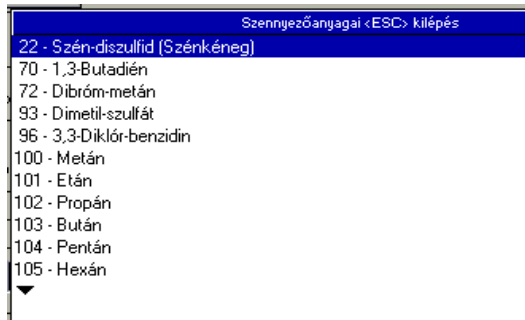 Szennyezőanyagai <ESC> kilépés
22 - Szén-diszulfid (Szénkéneg)
70 - 1,3-Butadién
72 - Dibróm-metán
93 - Dimetil-szulfát
96 - 3,3-Diklór-benzidin
100 - Metán
101 - Etán
102 - Propán
103 - Bután
104 - Pentán
105 - Hexán